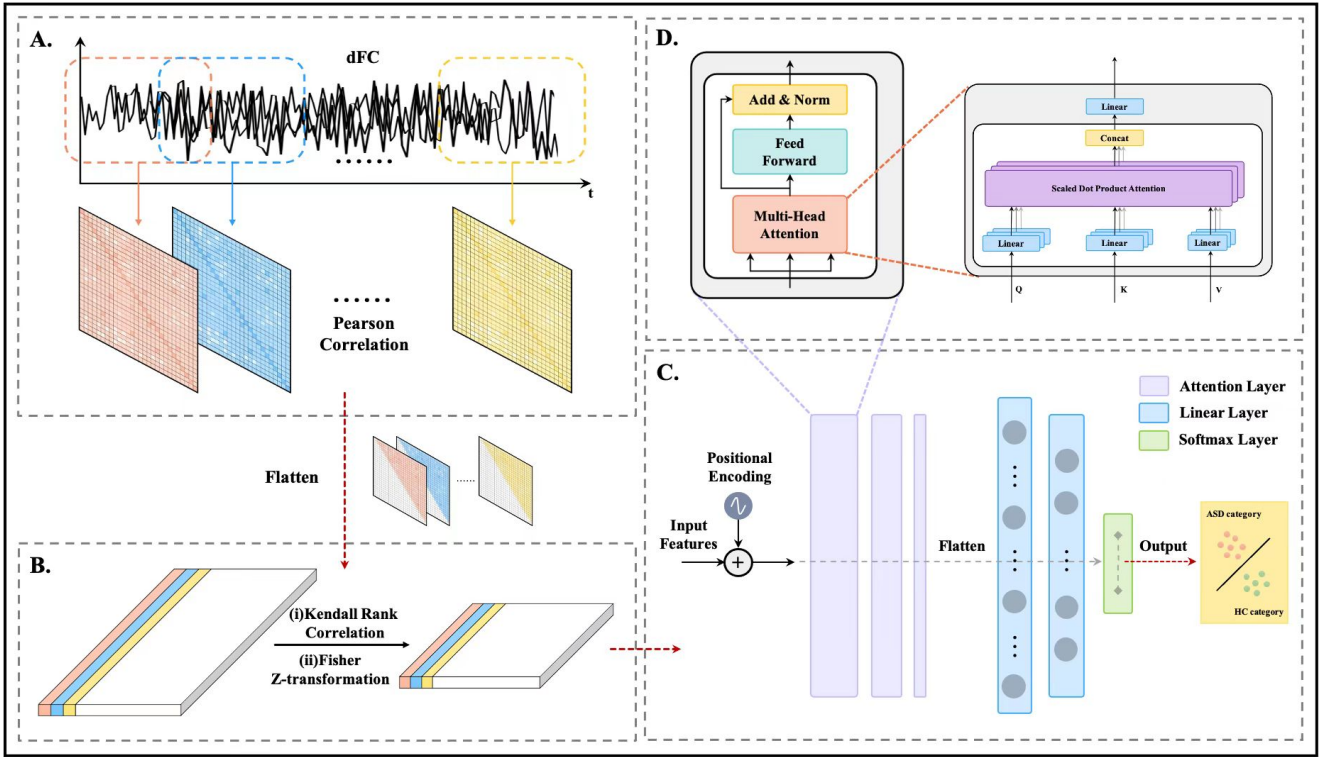 A.
dFC
......
t
......
Pearson
Correlation
Flatten
......
B.
(i)Kendall Rank
Correlation
(ii)Fisher
Z-transformation
D.
Add & Norm
Feed
Forward
Multi-Head
Attention
Linear
Concat
Scaled Dot Product Attention
Linear
Linear
Linear
Q
K
V
C.
Attention Layer
Linear Layer
Softmax Layer
Positional
Encoding
Input
Features
+
Flatten
Output
ASD category
HC category